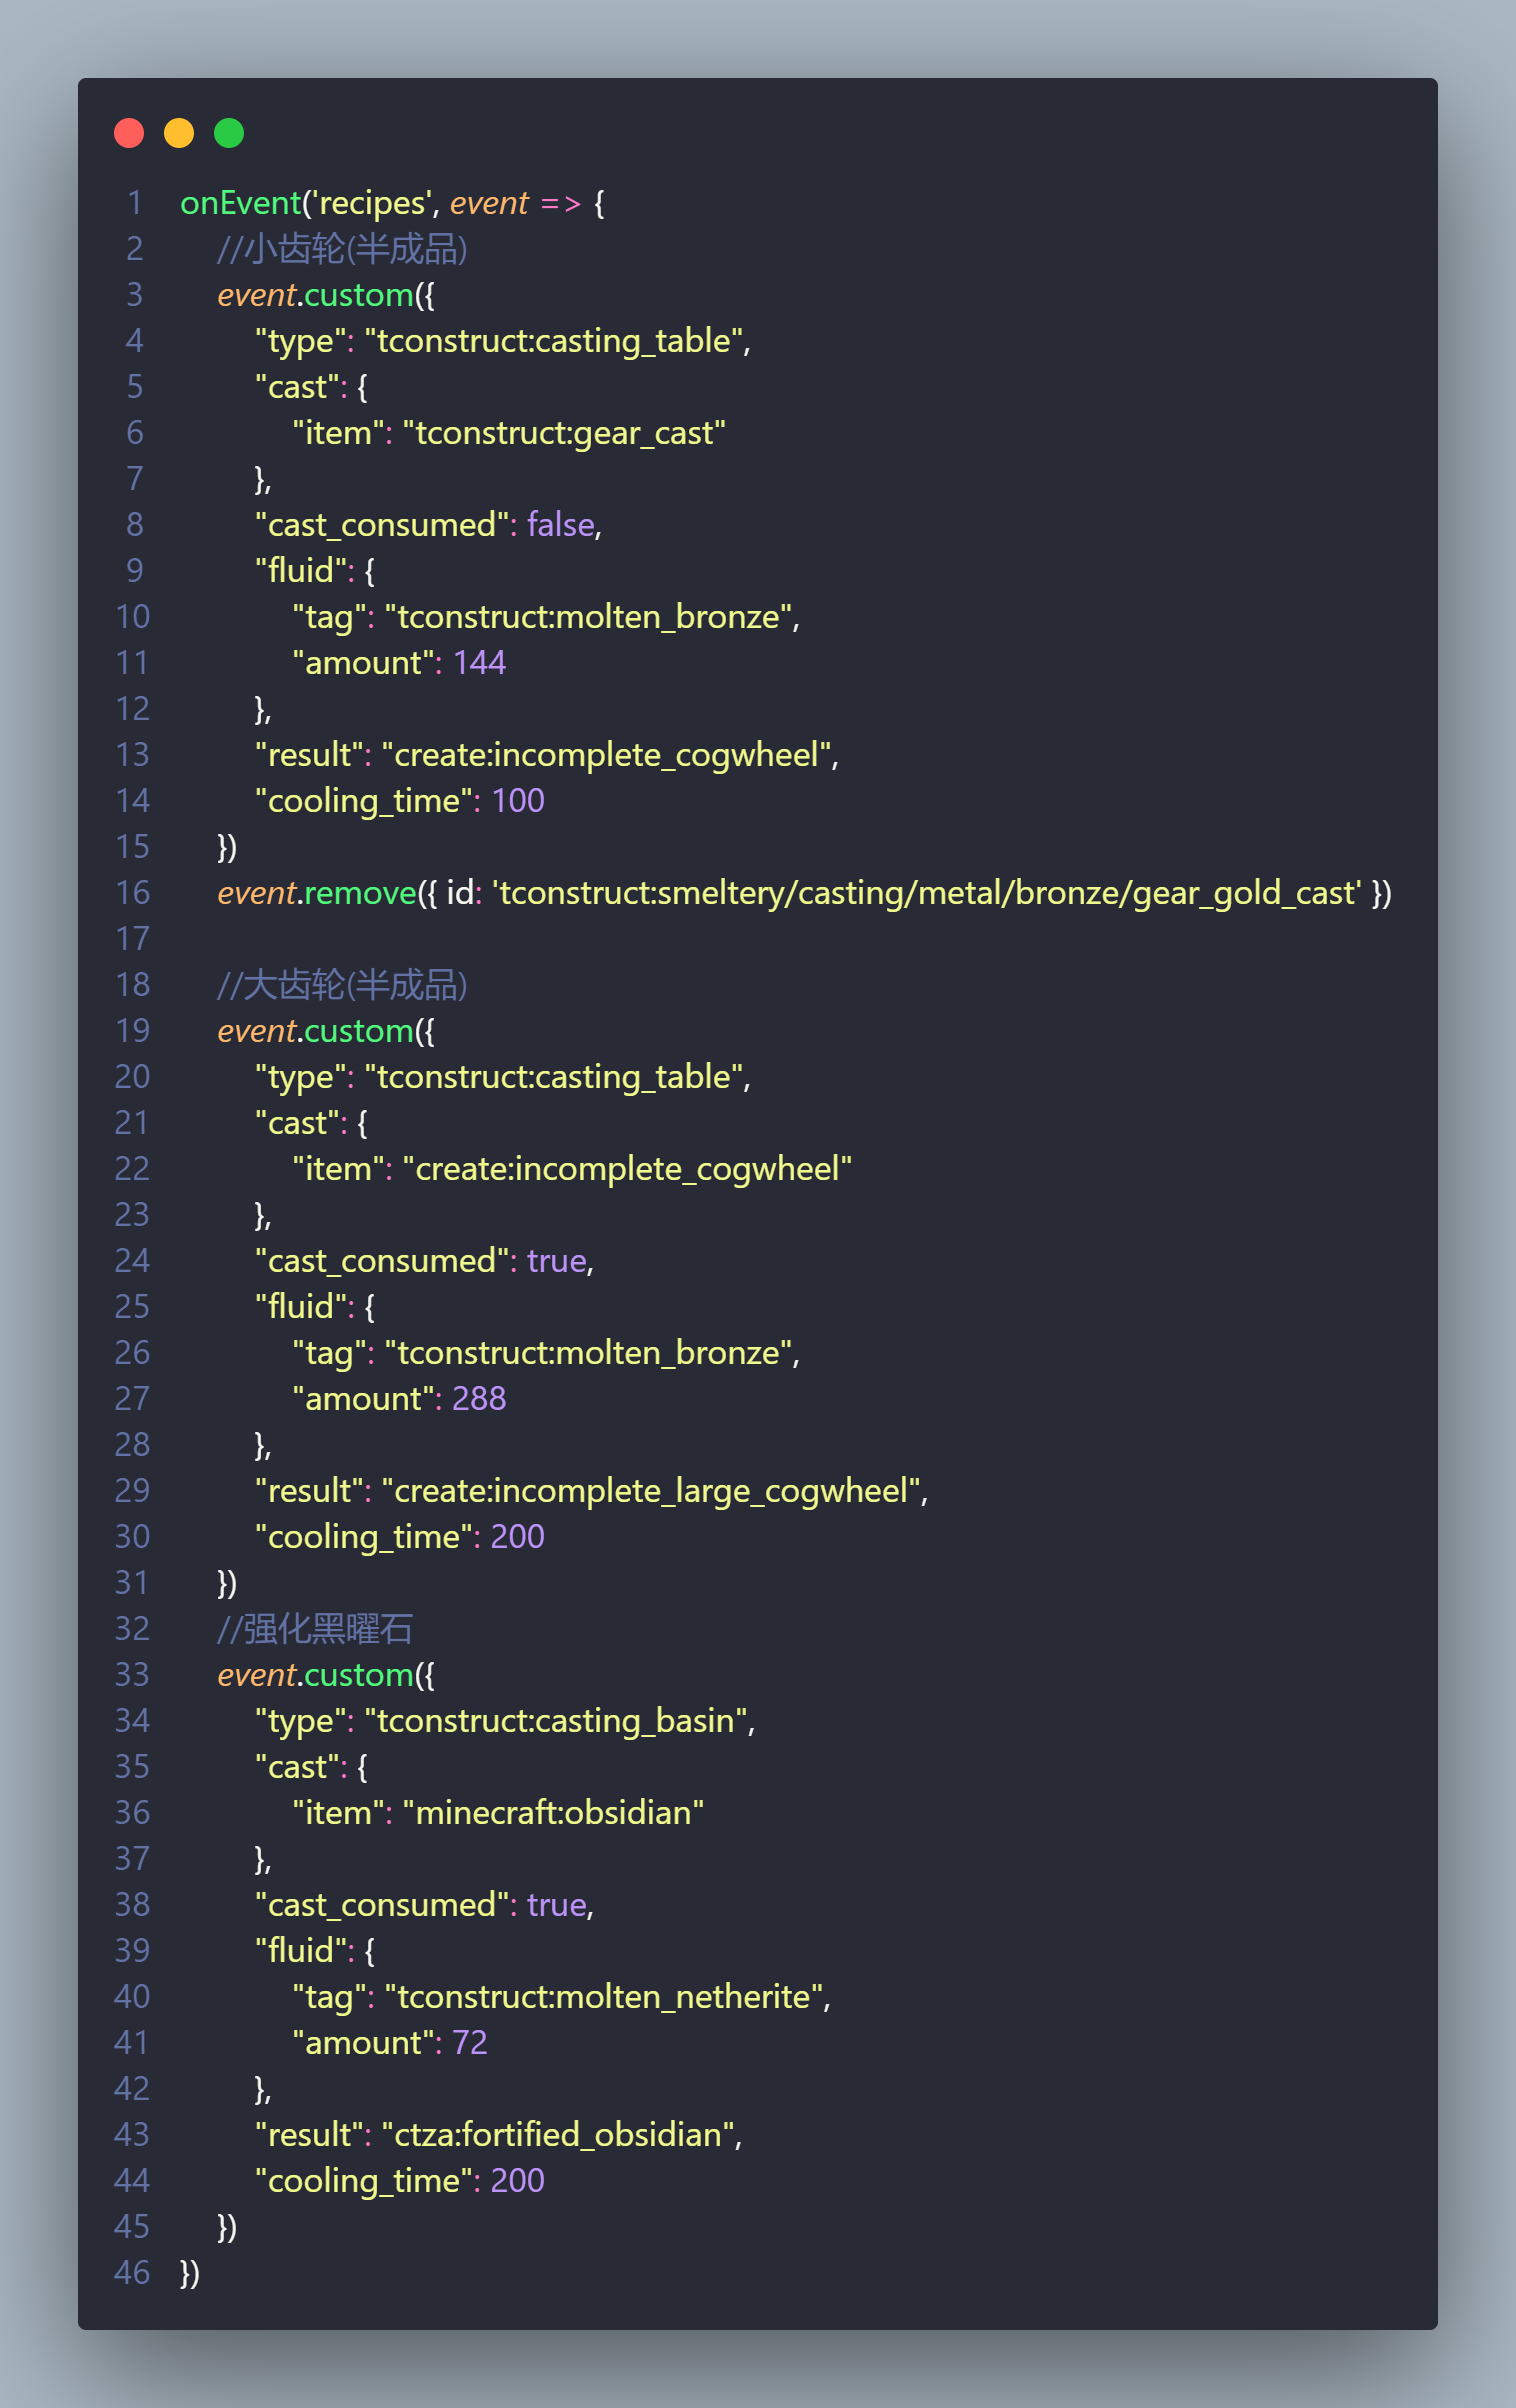 1 onEvent('recipes', event => {
2 //小齿轮(半成品)
3 event.custom({
4 "type": "tconstruct:casting_table",
5 "cast": {
6 "item": "tconstruct:gear_cast"
7 },
8 "cast_consumed": false,
9 "fluid": {
10 "tag": "tconstruct:molten_bronze",
11 "amount": 144
12 },
13 "result": "create:incomplete_cogwheel",
14 "cooling_time": 100
15 })
16 event.remove({ id: 'tconstruct:smeltery/casting/metal/bronze/gear_gold_cast' })
17
18 //大齿轮(半成品)
19 event.custom({
20 "type": "tconstruct:casting_table",
21 "cast": {
22 "item": "create:incomplete_cogwheel"
23 },
24 "cast_consumed": true,
25 "fluid": {
26 "tag": "tconstruct:molten_bronze",
27 "amount": 288
28 },
29 "result": "create:incomplete_large_cogwheel",
30 "cooling_time": 200
31 })
32 //强化黑曜石
33 event.custom({
34 "type": "tconstruct:casting_basin",
35 "cast": {
36 "item": "minecraft:obsidian"
37 },
38 "cast_consumed": true,
39 "fluid": {
40 "tag": "tconstruct:molten_netherite",
41 "amount": 72
42 },
43 "result": "ctza:fortified_obsidian",
44 "cooling_time": 200
45 })
46 })